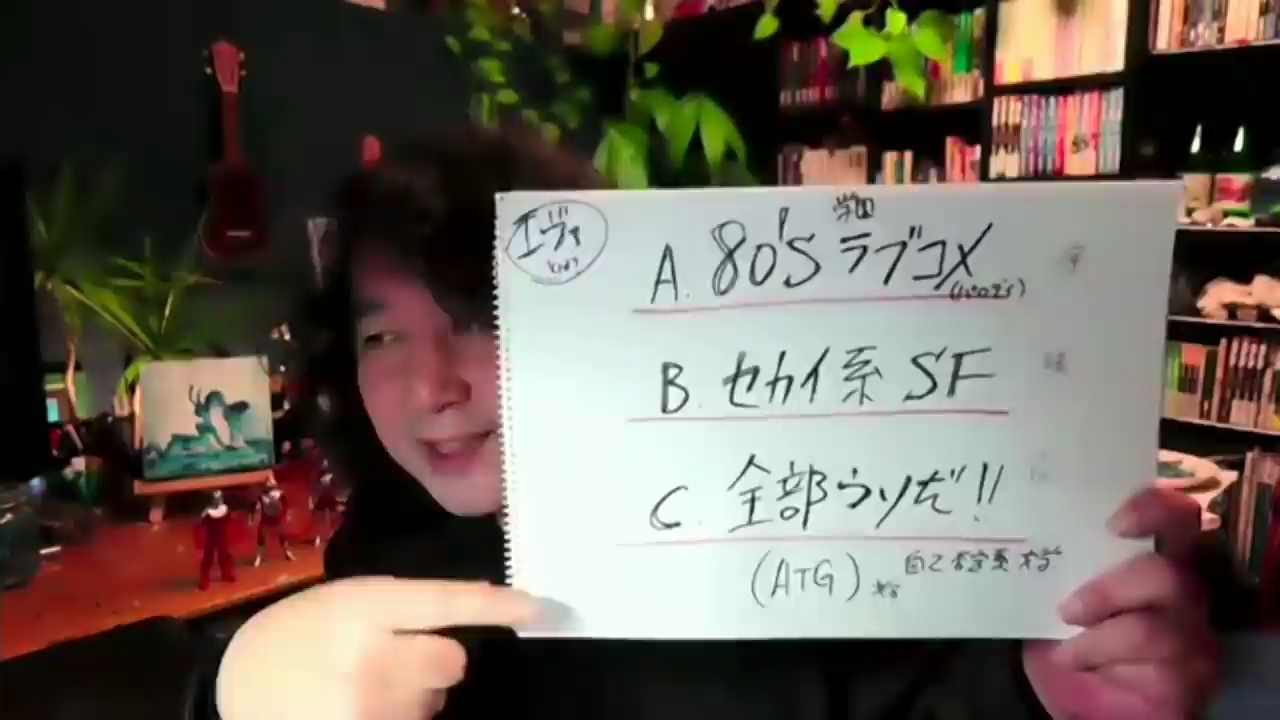 エヴァ
学園
A. 80'S ラブコメ
B. セカイ系 SF
C. 全部ウソだ!!
(ATG)